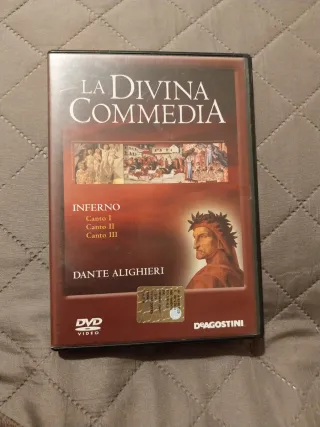 LA DIVINA
COMMEDIA
INFERNO
Canto I
Canto II
Canto III
DANTE ALIGHIERI
DVD
VIDEO
DEAGOSTINI